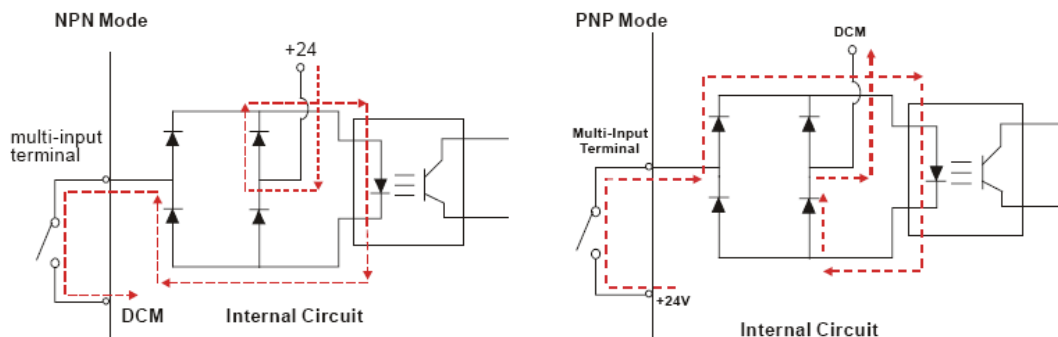 NPN Mode
+24
multi-input
terminal
DCM
Internal Circuit
PNP Mode
DCM
Multi-Input
Terminal
+24V
Internal Circuit